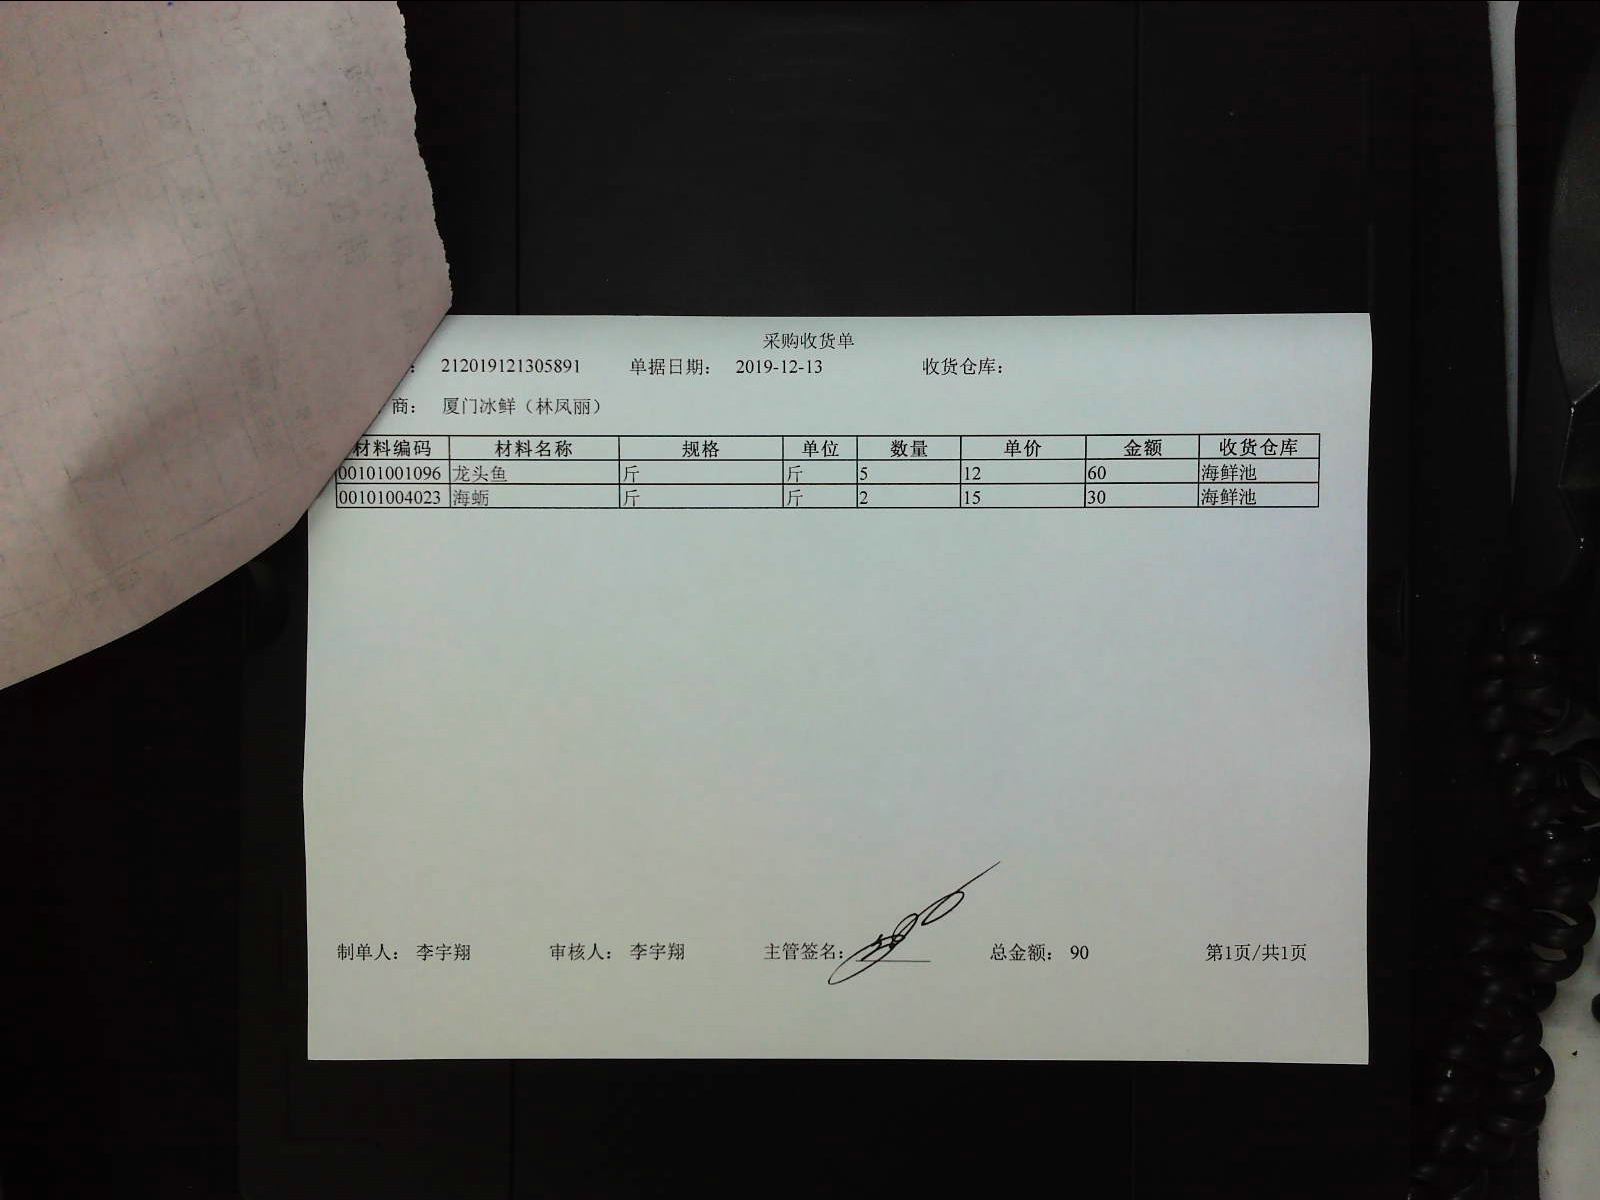 采购收货单
: 212019121305891 单据日期: 2019-12-13 收货仓库:
商: 厦门冰鲜（林凤丽）
材料编码 材料名称 规格 单位 数量 单价 金额 收货仓库
00101001096 龙头鱼 斤 斤 5 12 60 海鲜池
00101004023 海蛎 斤 斤 2 15 30 海鲜池
制单人: 李宇翔 审核人: 李宇翔 主管签名: 总金额: 90 第1页/共1页